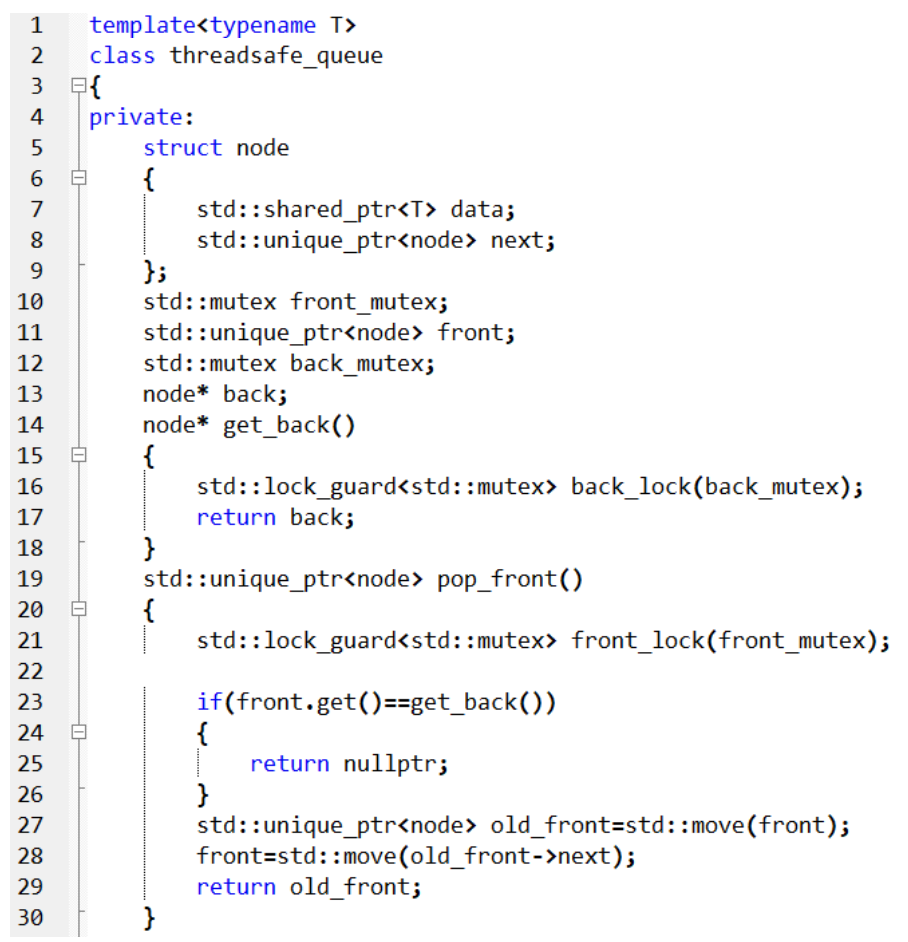 1 template<typename T>
2 class threadsafe_queue
3 {
4 private:
5     struct node
6     {
7         std::shared_ptr<T> data;
8         std::unique_ptr<node> next;
9     };
10     std::mutex front_mutex;
11     std::unique_ptr<node> front;
12     std::mutex back_mutex;
13     node* back;
14     node* get_back()
15     {
16         std::lock_guard<std::mutex> back_lock(back_mutex);
17         return back;
18     }
19     std::unique_ptr<node> pop_front()
20     {
21         std::lock_guard<std::mutex> front_lock(front_mutex);
22
23         if(front.get()==get_back())
24         {
25             return nullptr;
26         }
27         std::unique_ptr<node> old_front=std::move(front);
28         front=std::move(old_front->next);
29         return old_front;
30     }